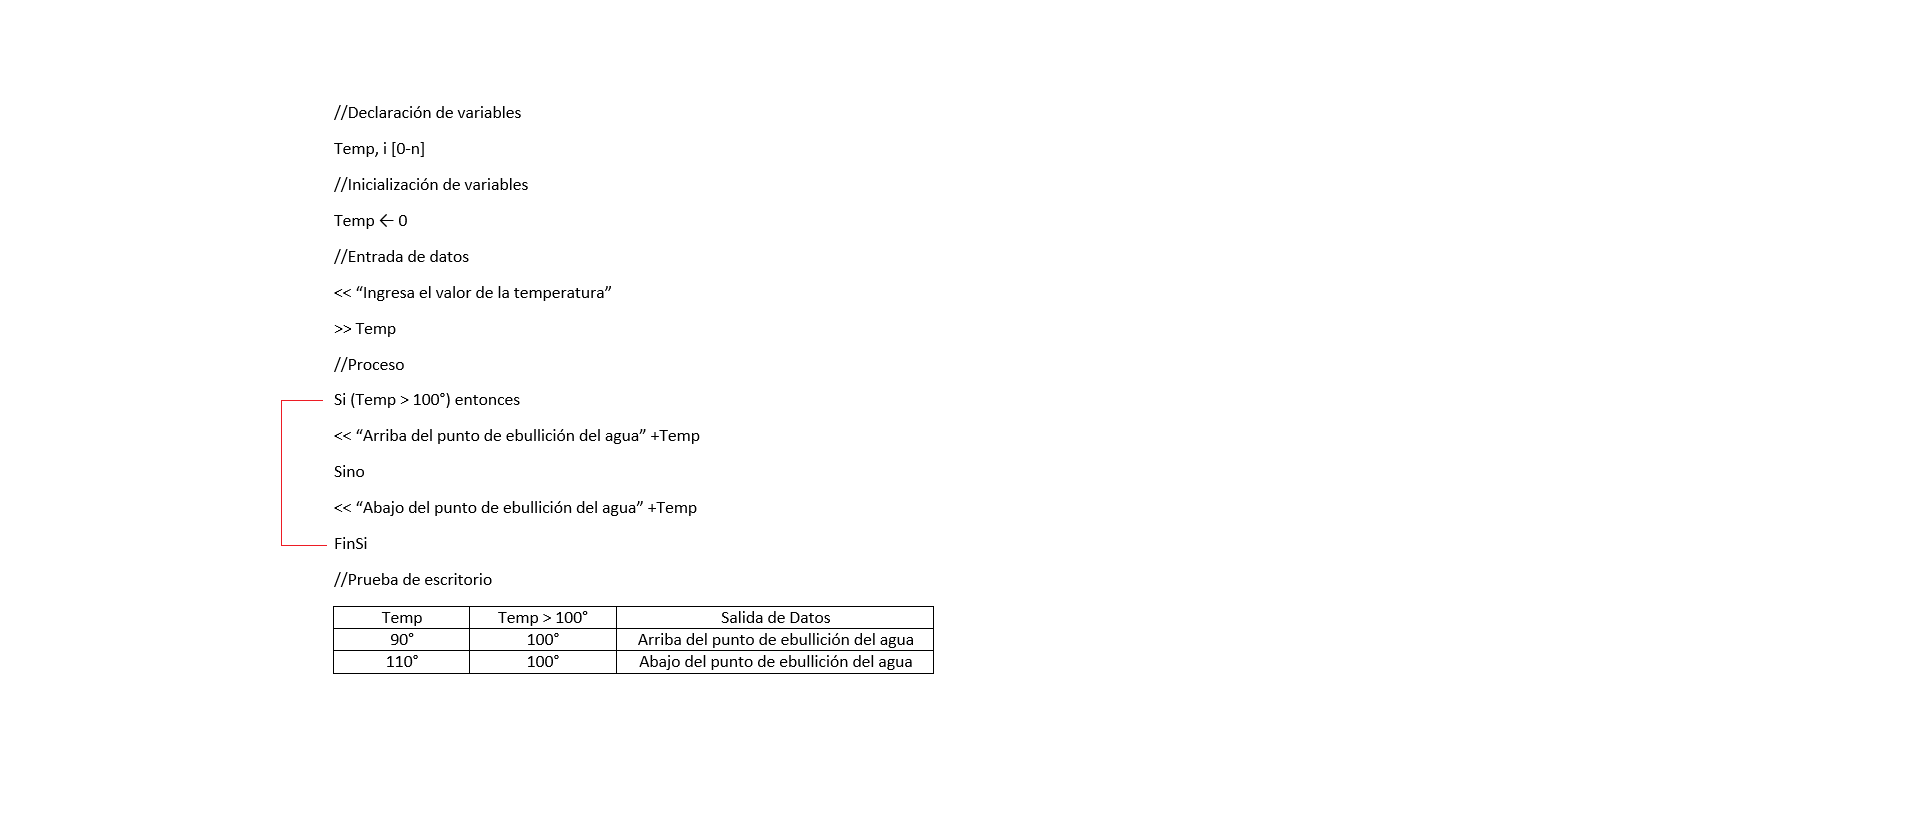 //Declaración de variables
Temp, i [0-n]
//Inicialización de variables
Temp ← 0
//Entrada de datos
<< “Ingresa el valor de la temperatura”
>> Temp
//Proceso
Si (Temp > 100°) entonces
<< “Arriba del punto de ebullición del agua” +Temp
Sino
<< “Abajo del punto de ebullición del agua” +Temp
FinSi
//Prueba de escritorio
Temp Temp > 100° Salida de Datos
90° 100° Arriba del punto de ebullición del agua
110° 100° Abajo del punto de ebullición del agua